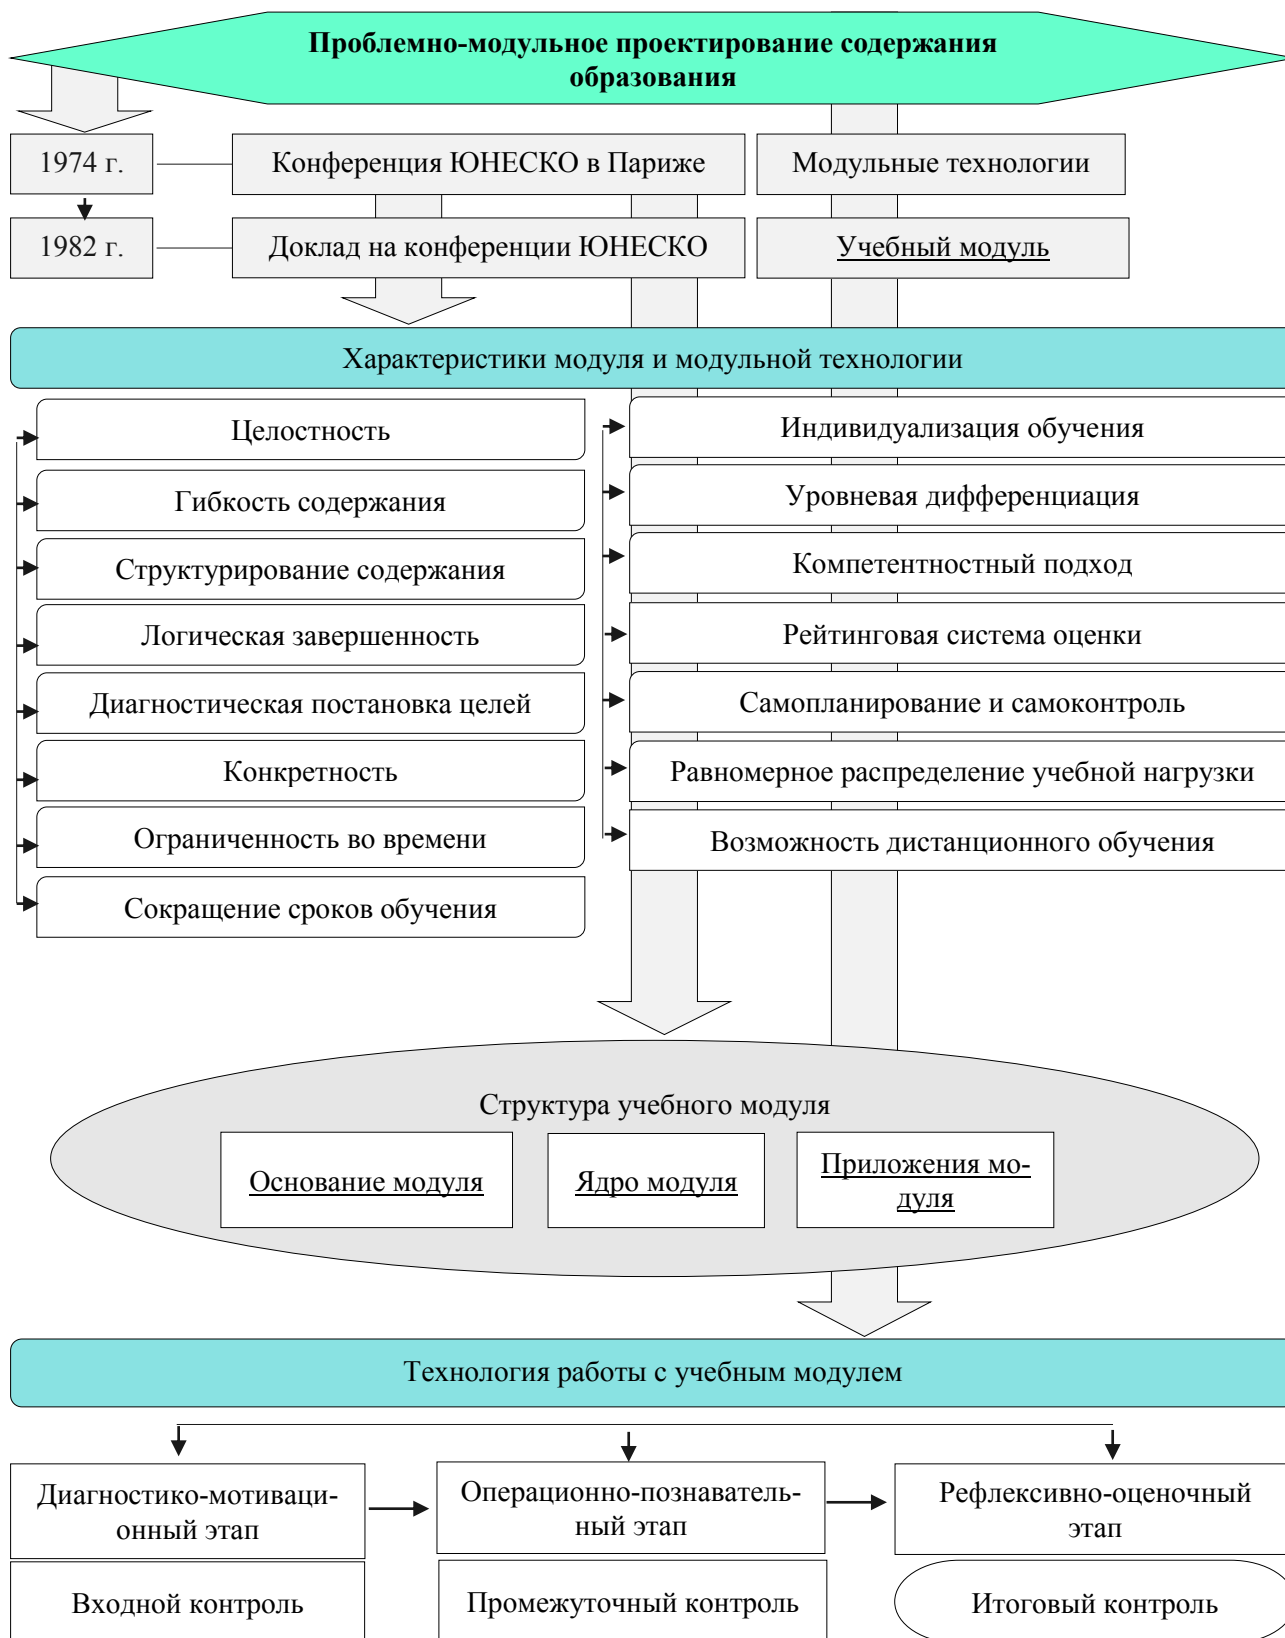 Проблемно-модульное проектирование содержания
образования
1974 г.
Конференция ЮНЕСКО в Париже
Модульные технологии
1982 г.
Доклад на конференции ЮНЕСКО
Учебный модуль
Характеристики модуля и модульной технологии
Целостность
Гибкость содержания
Структурирование содержания
Логическая завершенность
Диагностическая постановка целей
Конкретность
Ограниченность во времени
Сокращение сроков обучения
Индивидуализация обучения
Уровневая дифференциация
Компетентностный подход
Рейтинговая система оценки
Самопланирование и самоконтроль
Равномерное распределение учебной нагрузки
Возможность дистанционного обучения
Структура учебного модуля
Основание модуля
Ядро модуля
Приложения мо-
дуля
Технология работы с учебным модулем
Диагностико-мотиваци-
онный этап
Операционно-познаватель-
ный этап
Рефлексивно-оценочный
этап
Входной контроль
Промежуточный контроль
Итоговый контроль